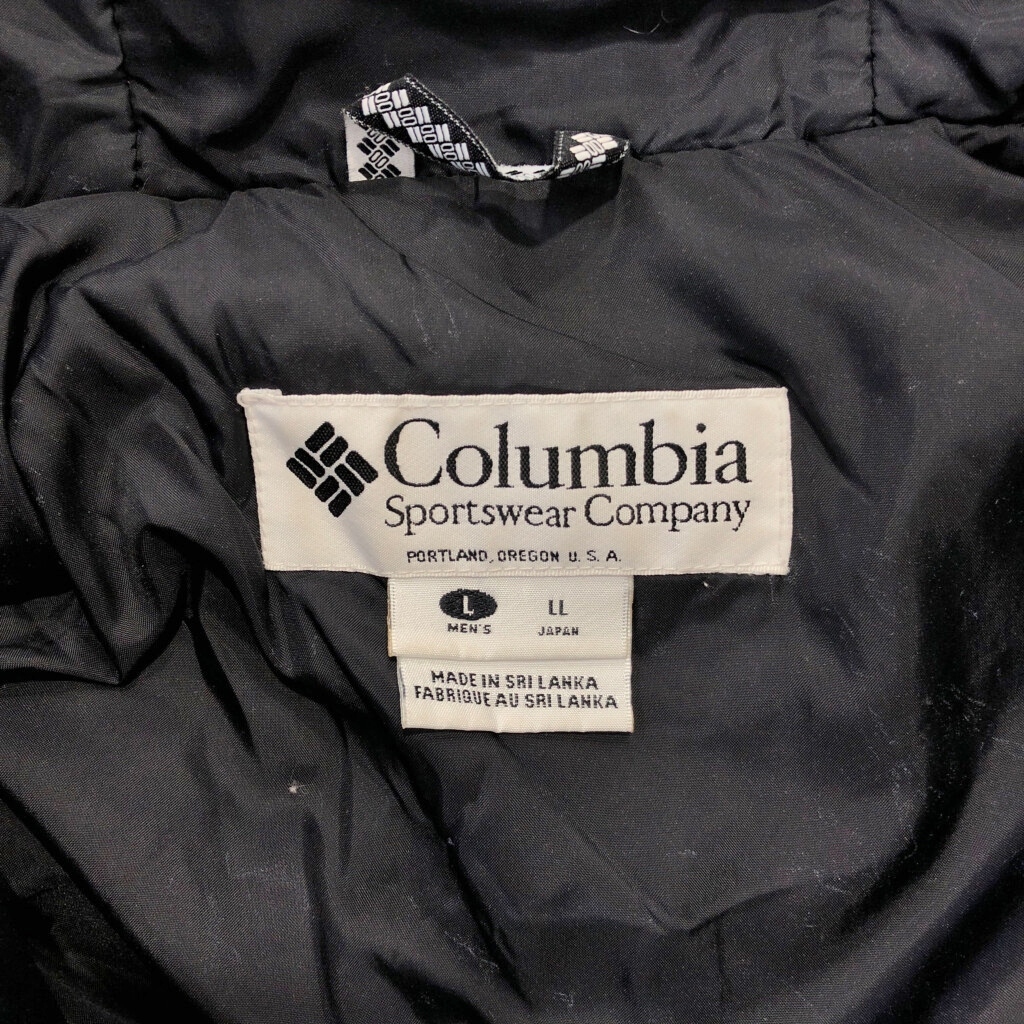 Columbia
Sportswear Company
PORTLAND, OREGON U. S. A.
L LL
MEN'S JAPAN
MADE IN SRI LANKA
FABRIQUE AU SRI LANKA